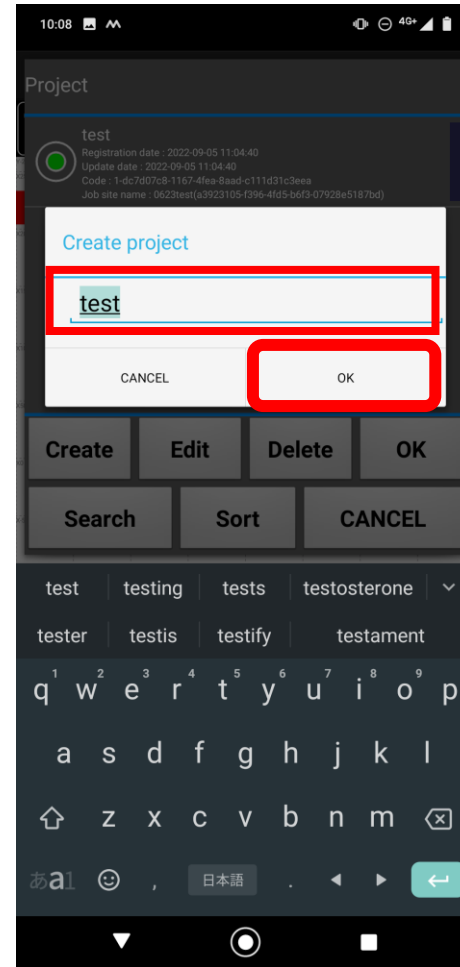 10:08 4G+
Project
test
Registration date : 2022-09-05 11:04:40
Update date : 2022-09-05 11:04:40
Code : 1-dc7d07c8-1167-4fea-8aad-c111d31c3eea
Job site name : 0623test(a3923105-f396-4fd5-b6f3-07928e5187bd)
Create project
test
CANCEL OK
Create Edit Delete OK
Search Sort CANCEL
test testing tests testosterone
tester testis testify testament
1 2 3 4 5 6 7 8 9
q w e r t y u i o p
a s d f g h j k l
z x c v b n m
あa1 , 日本語 .